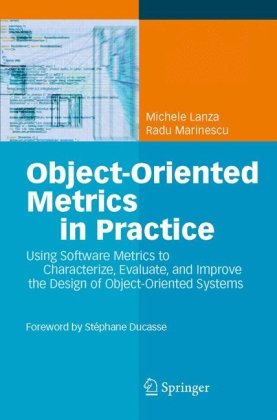 Michele Lanza
Radu Marinescu
Object-Oriented
Metrics
in Practice
Using Software Metrics to
Characterize, Evaluate, and Improve
the Design of Object-Oriented Systems
Foreword by Stéphane Ducasse
Springer